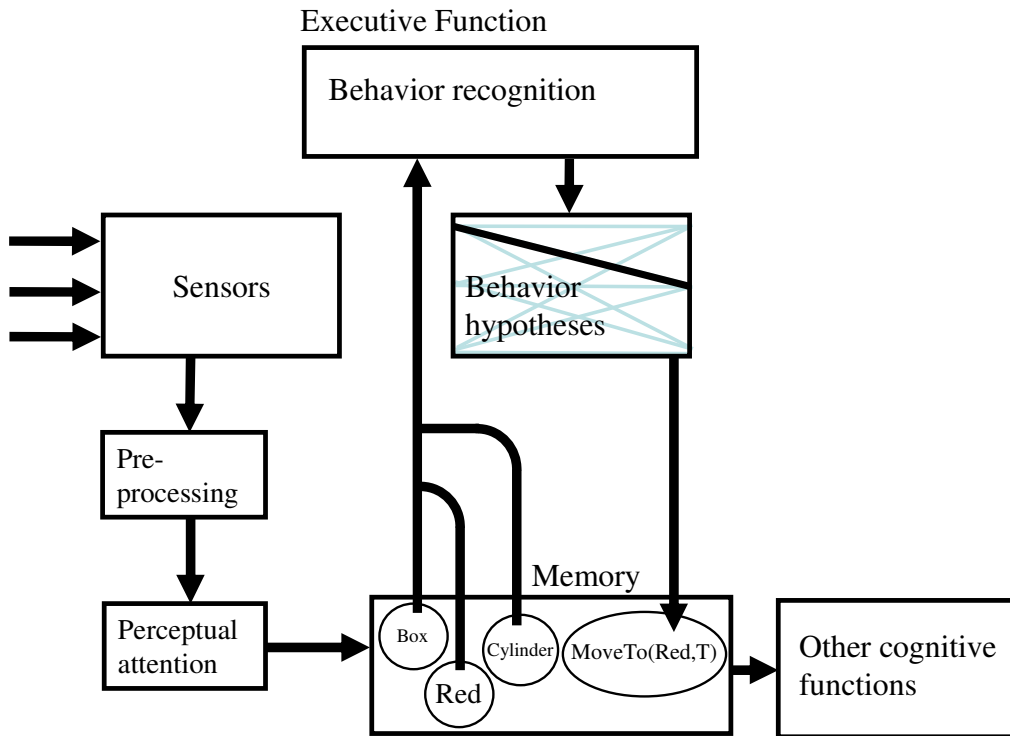 Executive Function
Behavior recognition
Sensors
Behavior
hypotheses
Pre-
processing
Memory
Perceptual
attention
Box
Red
Cylinder
MoveTo(Red,T)
Other cognitive
functions